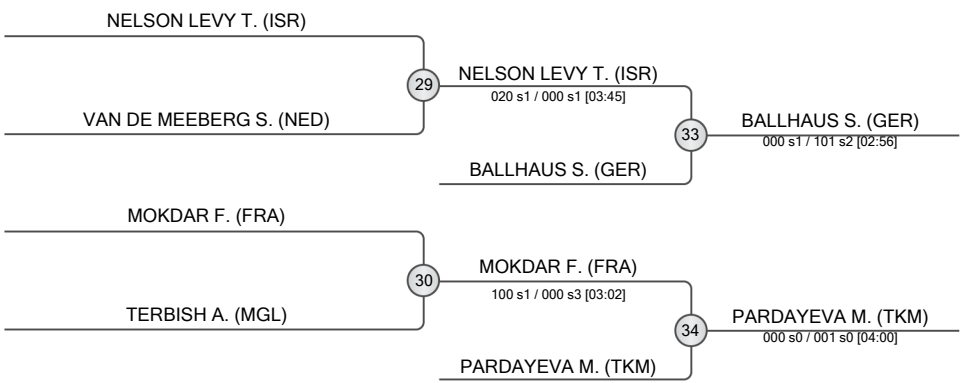 NELSON LEVY T. (ISR)
29
NELSON LEVY T. (ISR)
020 s1 / 000 s1 [03:45]
VAN DE MEEBERG S. (NED)
33
BALLHAUS S. (GER)
000 s1 / 101 s2 [02:56]
BALLHAUS S. (GER)
MOKDAR F. (FRA)
30
MOKDAR F. (FRA)
100 s1 / 000 s3 [03:02]
TERBISH A. (MGL)
34
PARDAYEVA M. (TKM)
000 s0 / 001 s0 [04:00]
PARDAYEVA M. (TKM)